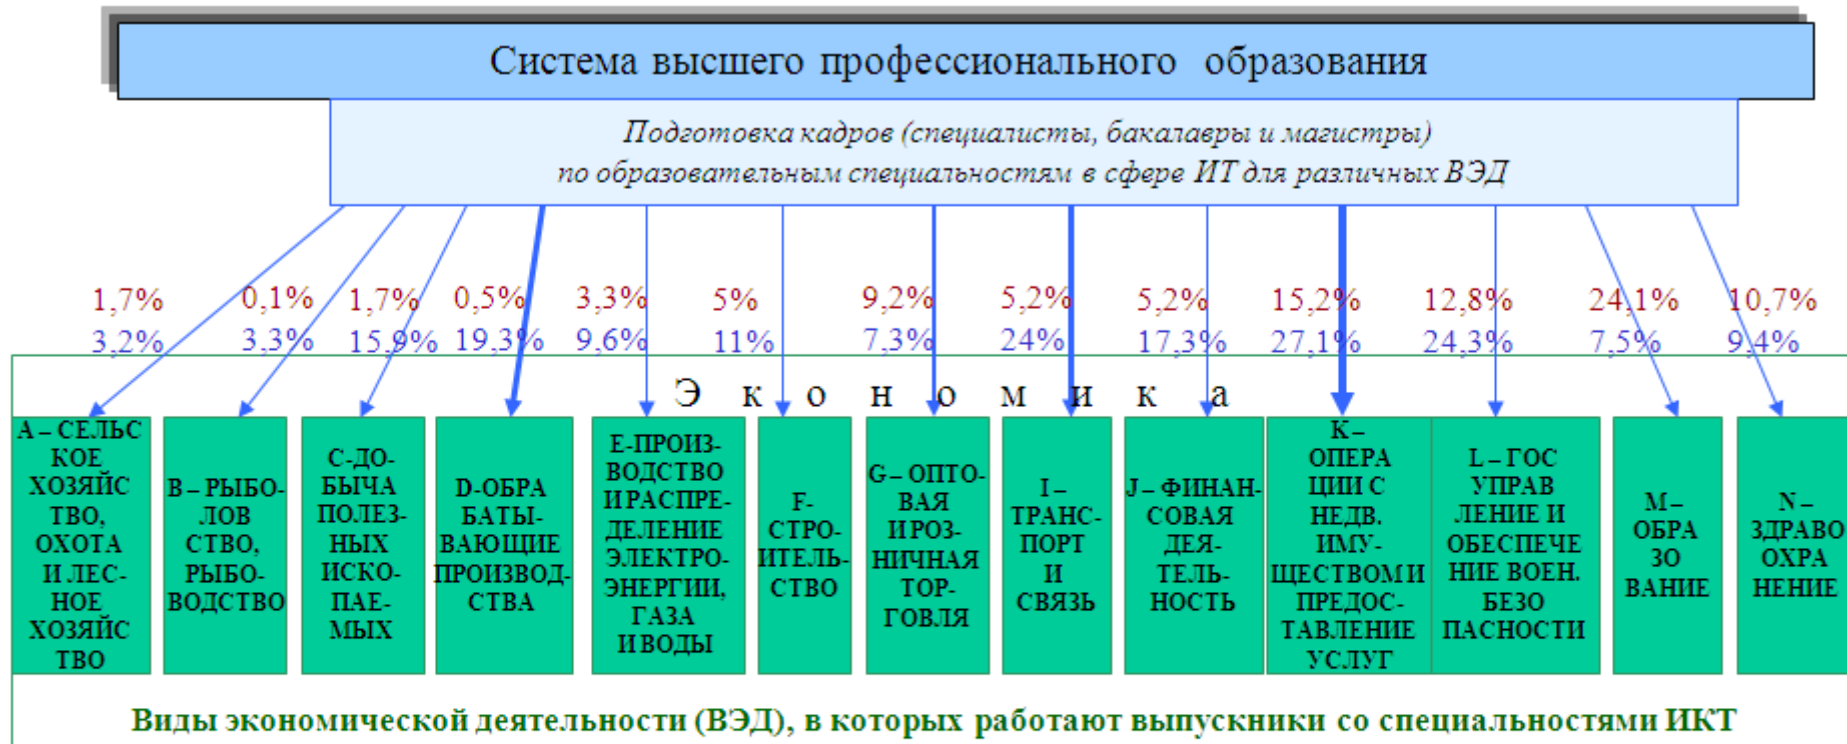 Система высшего профессионального образования
Подготовка кадров (специалисты, бакалавры и магистры)
по образовательным специальностям в сфере ИТ для различных ВЭД
1,7% 0,1% 1,7% 0,5% 3,3% 5% 9,2% 5,2% 5,2% 15,2% 12,8% 24,1% 10,7%
3,2% 3,3% 15,9% 19,3% 9,6% 11% 7,3% 24% 17,3% 27,1% 24,3% 7,5% 9,4%
Экономика
А – СЕЛЬС
КОЕ
ХОЗЯЙС
ТВО,
ОХОТА
И ЛЕС-
НОЕ
ХОЗЯЙС
ТВО
В – РЫБО-
ЛОВ
СТВО,
РЫБО-
ВОДСТВО
С-ДО-
БЫЧА
ПОЛЕЗ-
НЫХ
ИСКО-
ПАЕ-
МЫХ
D-ОБРА
БАТЫ-
ВАЮЩИЕ
ПРОИЗВОД-
СТВА
Е-ПРОИЗ-
ВОДСТВО
И РАСПРЕ-
ДЕЛЕНИЕ
ЭЛЕКТРО-
ЭНЕРГИИ,
ГАЗА
И ВОДЫ
F-
СТРО-
ИТЕЛЬ-
СТВО
G – ОПТО-
ВАЯ
И РОЗ-
НИЧНАЯ
ТОР-
ГОВЛЯ
I –
ТРАНС-
ПОРТ
И
СВЯЗЬ
J – ФИНАН-
СОВАЯ
ДЕЯ-
ТЕЛЬ-
НОСТЬ
К –
ОПЕРА
ЦИИ С
НЕДВ.
ИМУ-
ЩЕСТВОМ И
ПРЕДОС-
ТАВЛЕНИЕ
УСЛУГ
L – ГОС
УПРАВ
ЛЕНИЕ И
ОБЕСПЕЧЕ
НИЕ ВОЕН.
БЕЗО
ПАСНОСТИ
М –
ОБРА
ЗО
ВАНИЕ
N –
ЗДРАВО
ОХРА
НЕНИЕ
Виды экономической деятельности (ВЭД), в которых работают выпускники со специальностями ИКТ